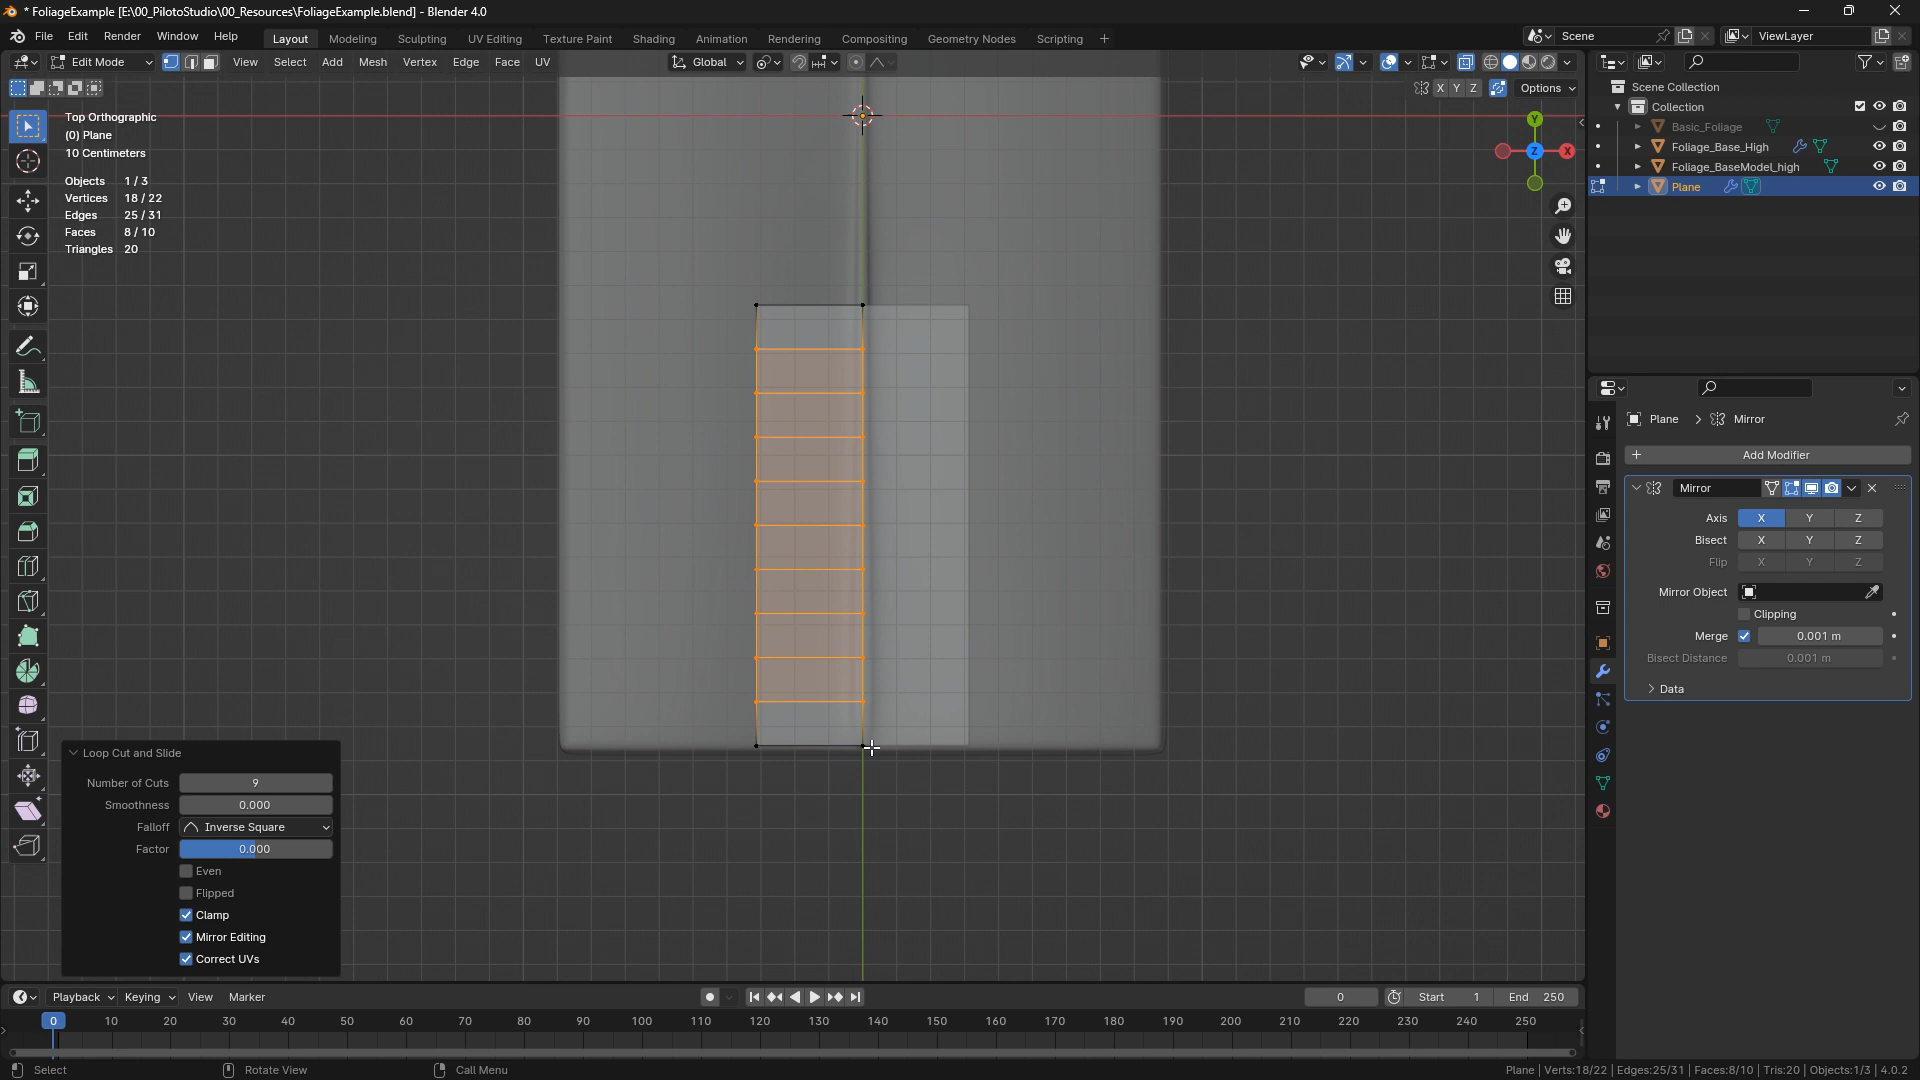 * FoliageExample [E:\00_PilotoStudio\00_Resources\FoliageExample.blend] - Blender 4.0
File Edit Render Window Help Layout Modeling Sculpting UV Editing Texture Paint Shading Animation Rendering Compositing Geometry Nodes Scripting + Scene ViewLayer
Edit Mode View Select Add Mesh Vertex Edge Face UV Global
X Y Z Options
Top Orthographic
(0) Plane
10 Centimeters
Objects 1/3
Vertices 18/22
Edges 25/31
Faces 8/10
Triangles 20
Y
Z
X
Scene Collection
Collection
Basic_Foliage
Foliage_Base_High
Foliage_BaseModel_high
Plane
Plane > Mirror
+ Add Modifier
Mirror
Axis X Y Z
Bisect X Y Z
Flip X Y Z
Mirror Object
Clipping
Merge 0.001 m
Bisect Distance 0.001 m
Data
Loop Cut and Slide
Number of Cuts 9
Smoothness 0.000
Falloff Inverse Square
Factor 0.000
Even
Flipped
Clamp
Mirror Editing
Correct UVs
Playback Keying View Marker 0 Start 1 End 250
0 10 20 30 40 50 60 70 80 90 100 110 120 130 140 150 160 170 180 190 200 210 220 230 240 250
Select Rotate View Call Menu Plane | Verts:18/22 | Edges:25/31 | Faces:8/10 | Tris:20 | Objects:1/3 | 4.0.2